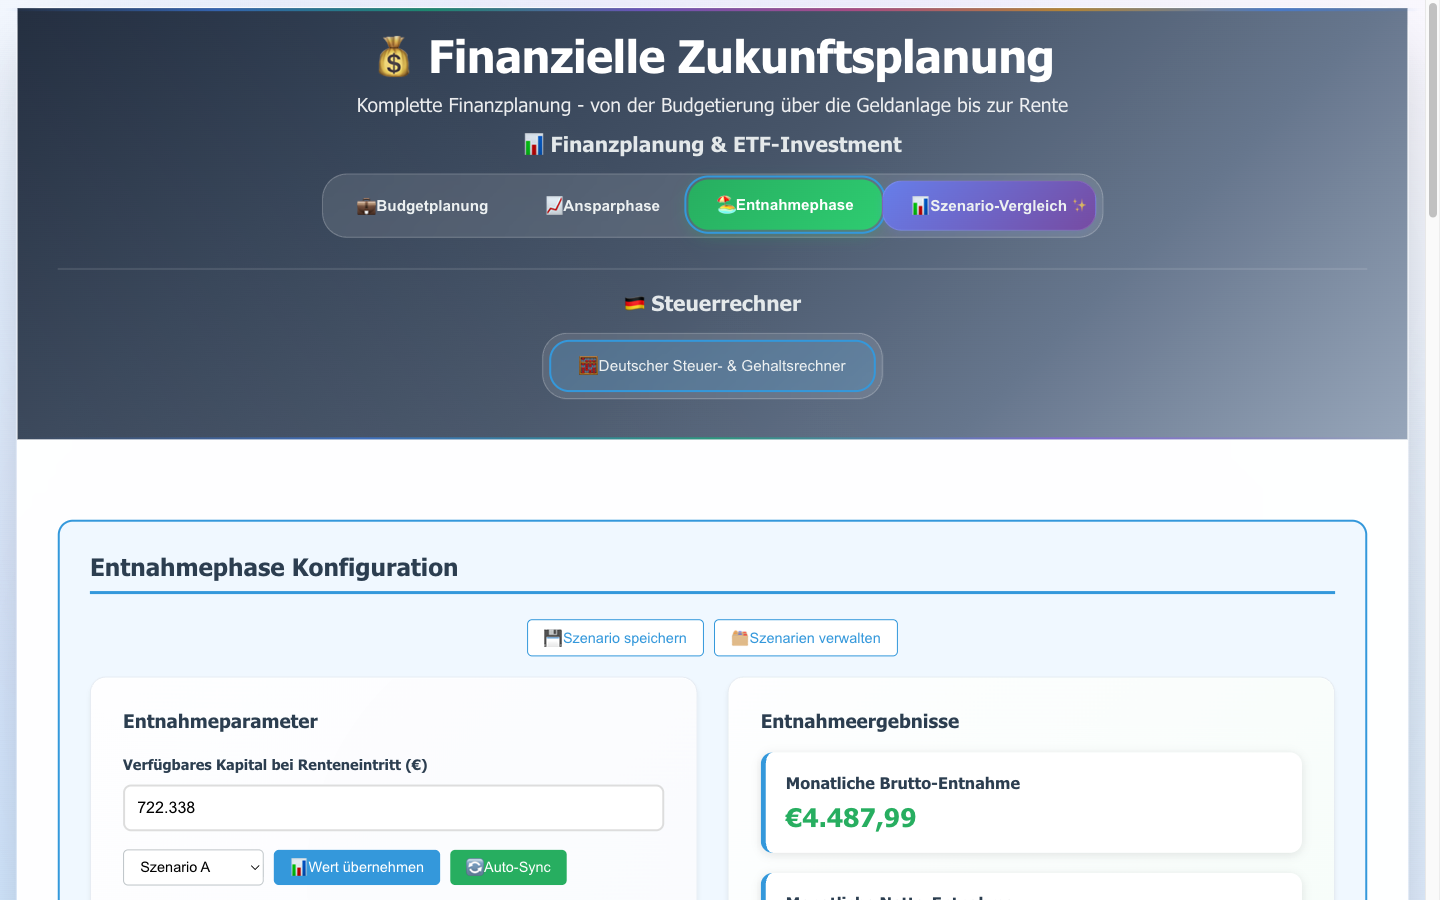 💰 Finanzielle Zukunftsplanung
Komplette Finanzplanung - von der Budgetierung über die Geldanlage bis zur Rente
📊 Finanzplanung & ETF-Investment
💼Budgetplanung
📈Ansparphase
🏖️Entnahmephase
📊Szenario-Vergleich ✨
🇩🇪 Steuerrechner
🧮Deutscher Steuer- & Gehaltsrechner
Entnahmephase Konfiguration
💾Szenario speichern
🗂️Szenarien verwalten
Entnahmeparameter
Verfügbares Kapital bei Renteneintritt (€)
722.338
Szenario A
📊Wert übernehmen
🔄Auto-Sync
Entnahmeergebnisse
Monatliche Brutto-Entnahme
€4.487,99